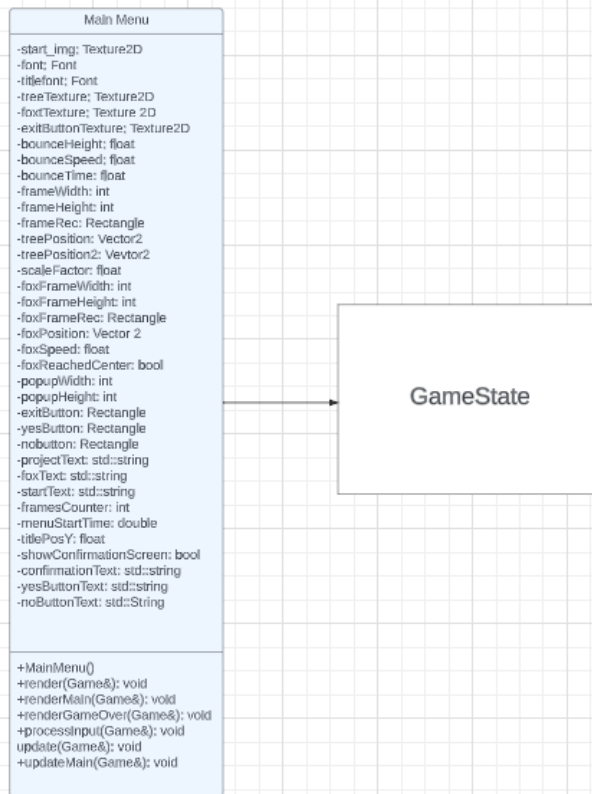 Main Menu
-start_img; Texture2D
-font; Font
-titlefont; Font
-treeTexture; Texture2D
-foxtTexture; Texture 2D
-exitButtonTexture; Texture2D
-bounceHeight; float
-bounceSpeed; float
-bounceTime; float
-frameWidth: int
-frameHeight: int
-frameRec: Rectangle
-treePosition: Vector2
-treePosition2: Vevtor2
-scaleFactor: float
-foxFrameWidth: int
-foxFrameHeight: int
-foxFrameRec: Rectangle
-foxPosition: Vector 2
-foxSpeed: float
-foxReachedCenter: bool
-popupWidth: int
-popupHeight: int
-exitButton: Rectangle
-yesButton: Rectangle
-nobutton: Rectangle
-projectText: std::string
-foxText: std::string
-startText: std::string
-framesCounter: int
-menuStartTime: double
-titlePosY: float
-showConfirmationScreen: bool
-confirmationText: std::string
-yesButtonText: std::string
-noButtonText: std::String
+MainMenu()
+render(Game&): void
+renderMain(Game&): void
+renderGameOver(Game&): void
+processInput(Game&): void
update(Game&): void
+updateMain(Game&): void
GameState